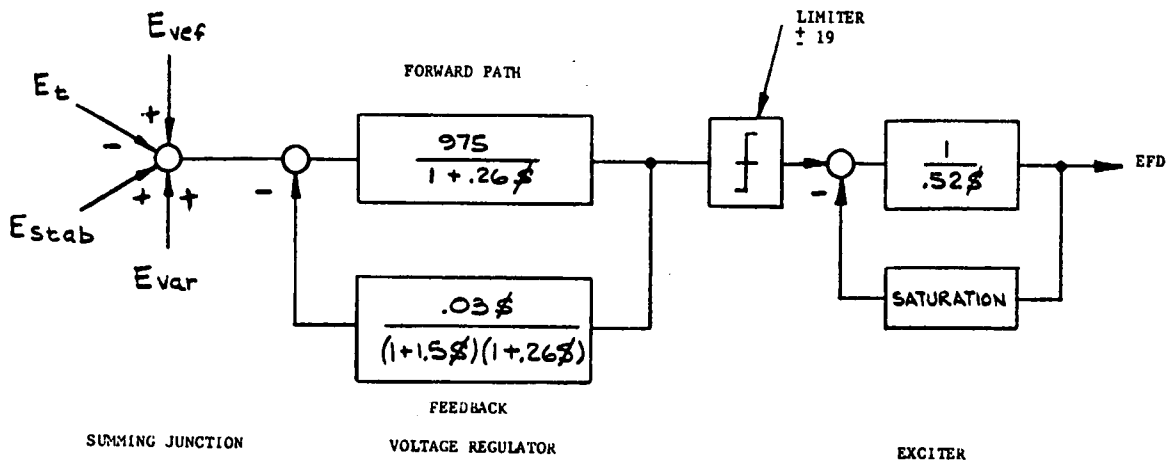 LIMITER
± 19
Evef
FORWARD PATH
Et
+
-
975
1 + .26$
-
-
1
.52$
EFD
+
+
Estab
Evar
SATURATION
.03$
(1+1.5$)(1+.26$)
FEEDBACK
SUMMING JUNCTION
VOLTAGE REGULATOR
EXCITER